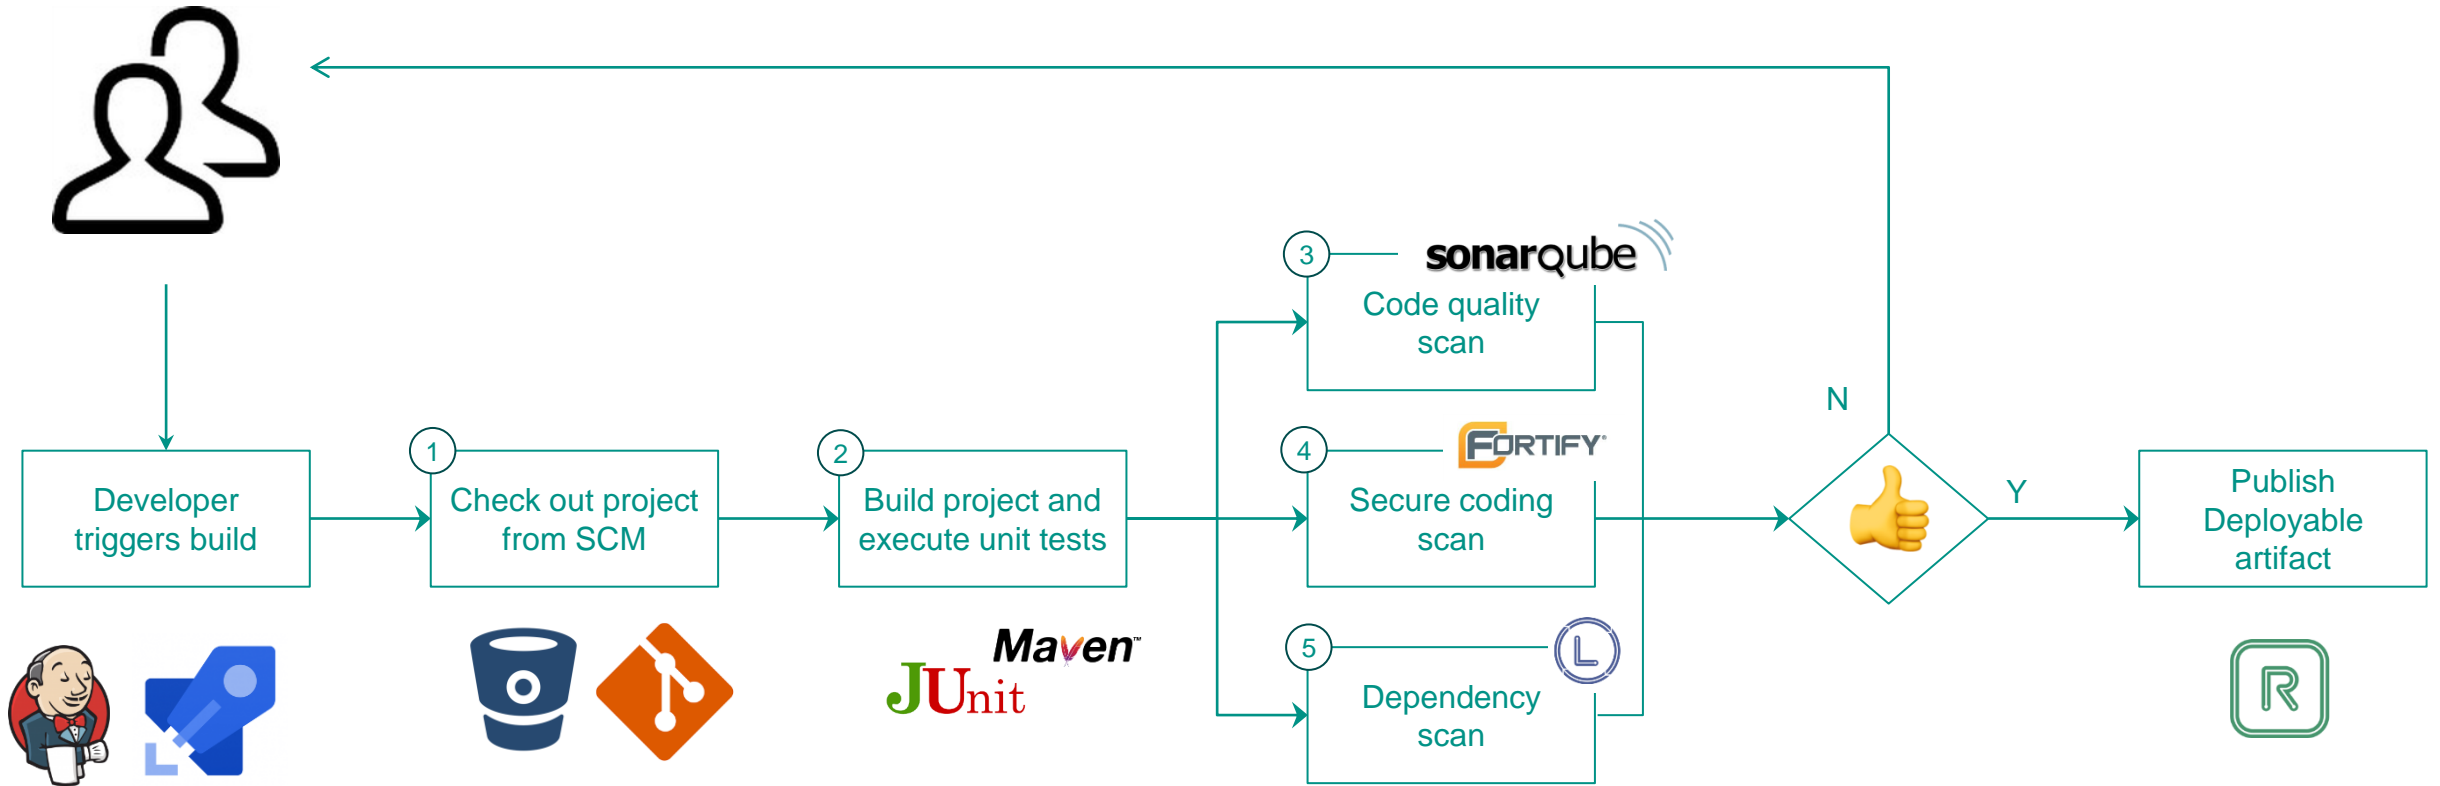 Developer
triggers build
1
Check out project
from SCM
2
Build project and
execute unit tests
Maven™
JUnit
3
sonarqube
Code quality
scan
4
FORTIFY®
Secure coding
scan
5
L
Dependency
scan
N
Y
Publish
Deployable
artifact
R